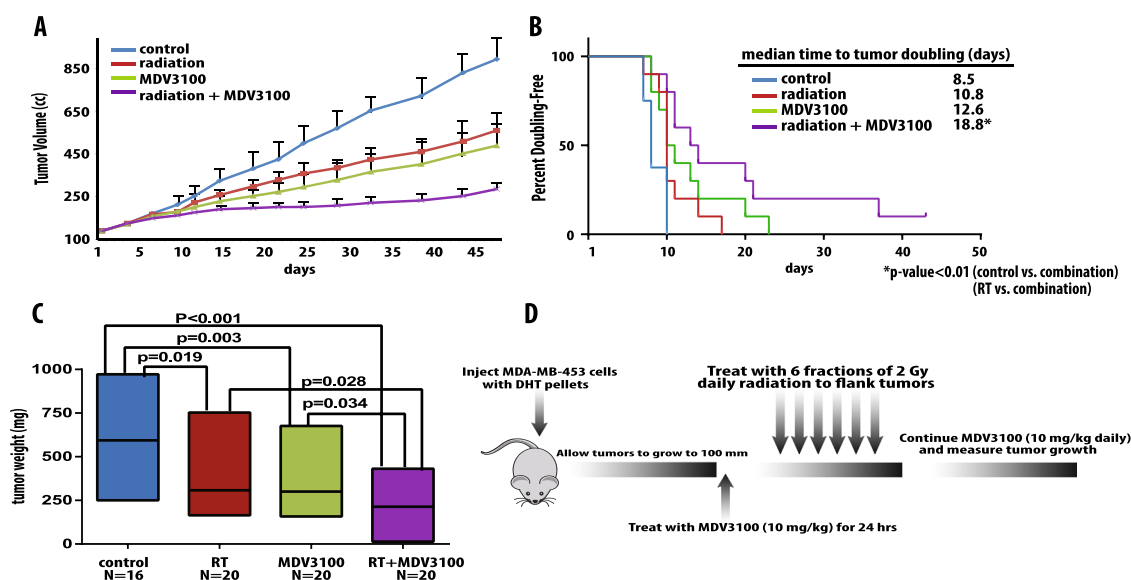 A
control
radiation
MDV3100
radiation + MDV3100
Tumor Volume (cc)
850
650
450
250
100
1 5 10 15 20 25 30 35 40 45
days
B
median time to tumor doubling (days)
control 8.5
radiation 10.8
MDV3100 12.6
radiation + MDV3100 18.8*
Percent Doubling-Free
100
50
0
1 10 20 30 40 50
days
*p-value<0.01 (control vs. combination)
(RT vs. combination)
C
P<0.001
p=0.003
p=0.019
p=0.028
p=0.034
tumor weight (mg)
1000
750
500
250
0
control RT MDV3100 RT+MDV3100
N=16 N=20 N=20 N=20
D
Inject MDA-MB-453 cells
with DHT pellets
Treat with 6 fractions of 2 Gy
daily radiation to flank tumors
Allow tumors to grow to 100 mm
Continue MDV3100 (10 mg/kg daily)
and measure tumor growth
Treat with MDV3100 (10 mg/kg) for 24 hrs